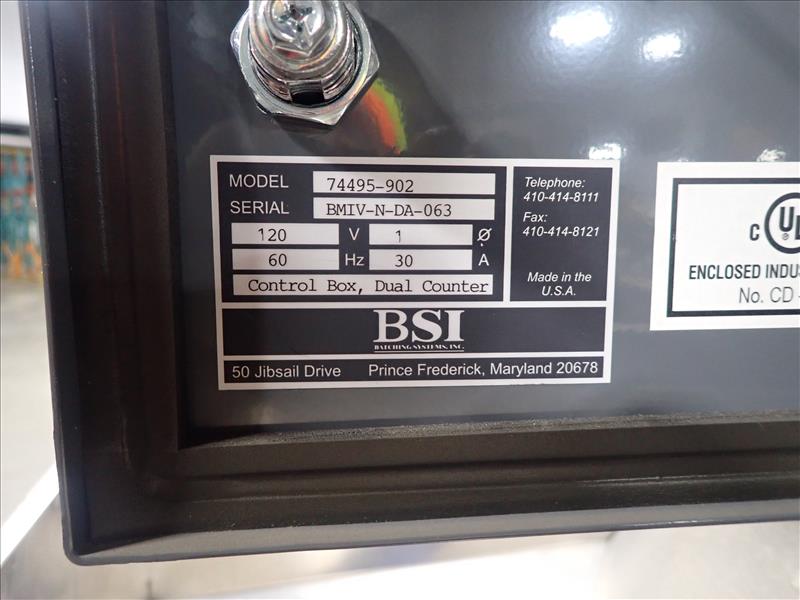 MODEL 74495-902
SERIAL BMIV-N-DA-063
120 V 1 Ø
60 Hz 30 A
Control Box, Dual Counter
Telephone:
410-414-8111
Fax:
410-414-8121
Made in the
U.S.A.
BSI
BATCHING SYSTEMS, INC.
50 Jibsail Drive Prince Frederick, Maryland 20678
C UL
®
ENCLOSED
No. CD -